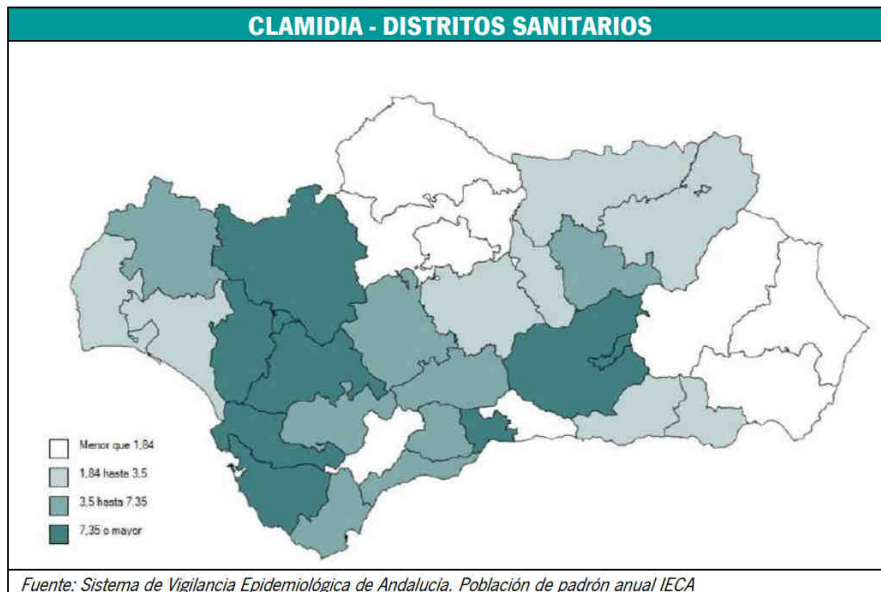 CLAMIDIA - DISTRITOS SANITARIOS
Menor que 1,84
1,84 hasta 3,5
3,5 hasta 7,35
7,35 o mayor
Fuente: Sistema de Vigilancia Epidemiológica de Andalucía. Población de padrón anual IECA